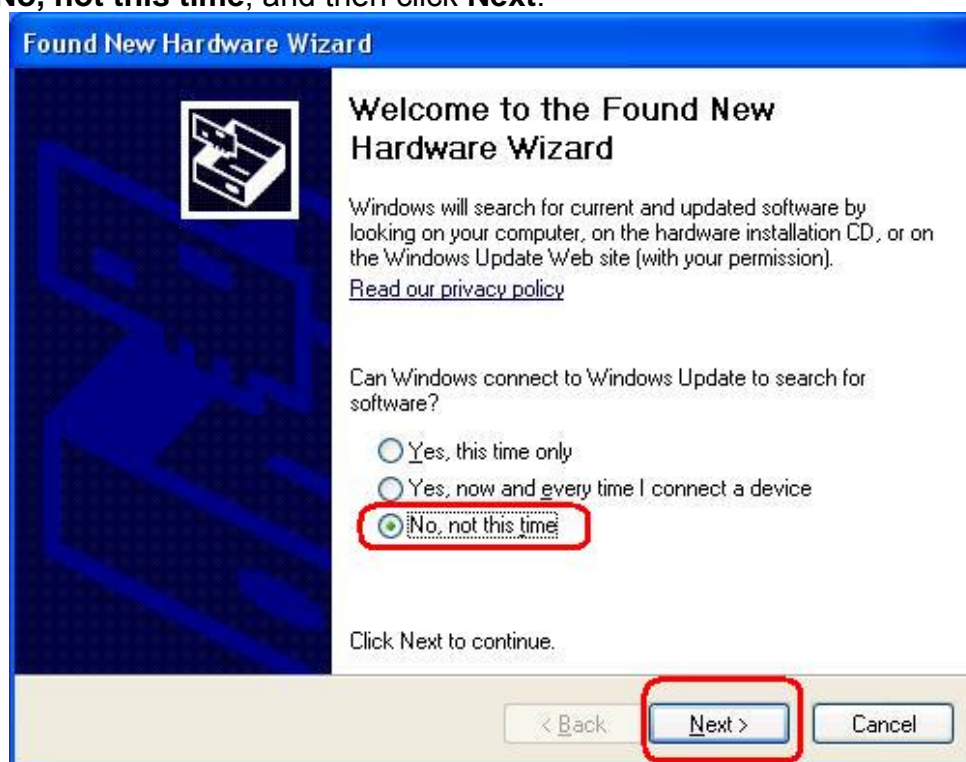 No, not this time, and then click Next.
Found New Hardware Wizard
Welcome to the Found New
Hardware Wizard
Windows will search for current and updated software by
looking on your computer, on the hardware installation CD, or on
the Windows Update Web site (with your permission).
Read our privacy policy
Can Windows connect to Windows Update to search for
software?
Yes, this time only
Yes, now and every time I connect a device
No, not this time
Click Next to continue.
< Back Next > Cancel